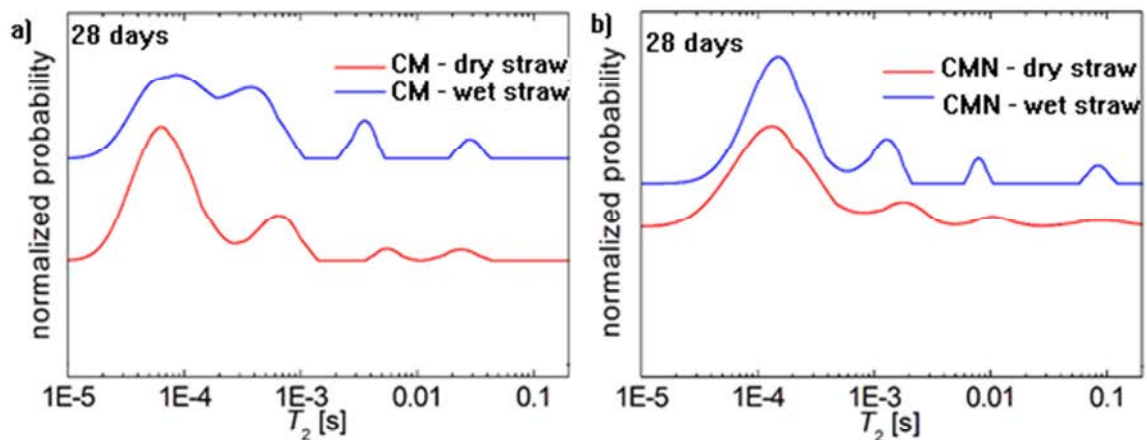 a)
28 days
CM - dry straw
CM - wet straw
normalized probability
1E-5 1E-4 1E-3 0.01 0.1
T2 [s]
b)
28 days
CMN - dry straw
CMN - wet straw
normalized probability
1E-5 1E-4 1E-3 0.01 0.1
T2 [s]